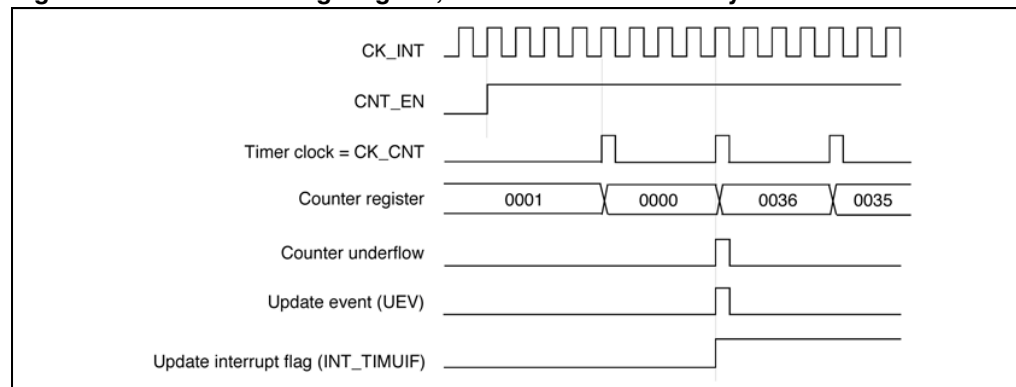 CK_INT
CNT_EN
Timer clock = CK_CNT
Counter register 0001 0000 0036 0035
Counter underflow
Update event (UEV)
Update interrupt flag (INT_TIMUIF)